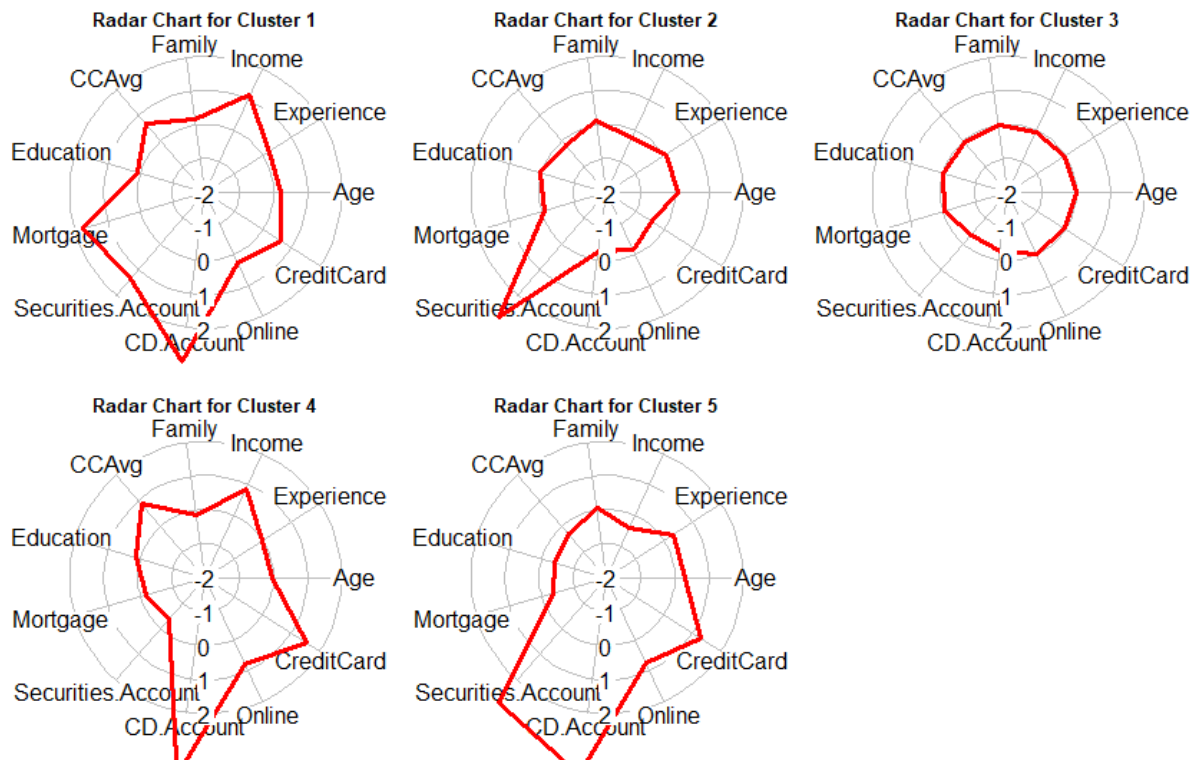 Radar Chart for Cluster 1
Family
Income
CCAvg
Experience
Education
Age
-2
-1
Mortgage
0
CreditCard
1
Securities.Account
2
Online
CD.Account
Radar Chart for Cluster 2
Family
Income
CCAvg
Experience
Education
Age
-2
-1
Mortgage
0
CreditCard
1
Securities.Account
2
Online
CD.Account
Radar Chart for Cluster 3
Family
Income
CCAvg
Experience
Education
Age
-2
-1
Mortgage
0
CreditCard
1
Securities.Account
2
Online
CD.Account
Radar Chart for Cluster 4
Family
Income
CCAvg
Experience
Education
Age
-2
-1
Mortgage
0
CreditCard
1
Securities.Account
2
Online
CD.Account
Radar Chart for Cluster 5
Family
Income
CCAvg
Experience
Education
Age
-2
-1
Mortgage
0
CreditCard
1
Securities.Account
2
Online
CD.Account